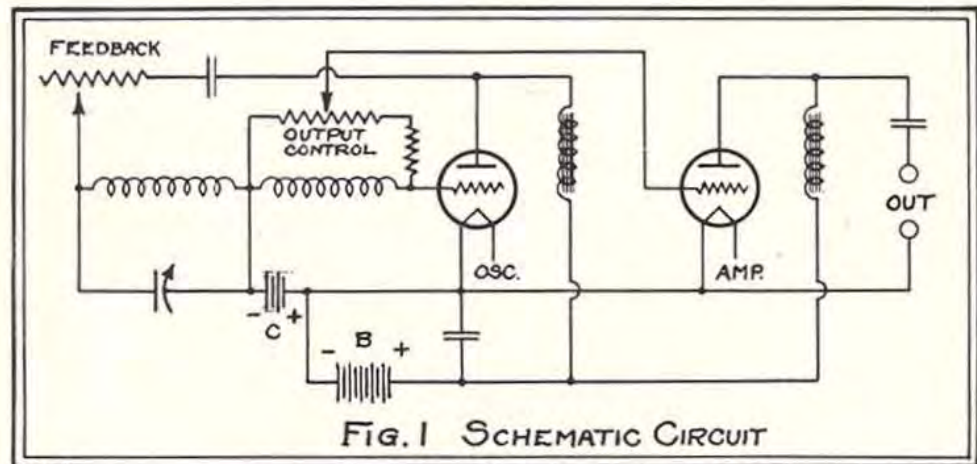 FEEDBACK
OUTPUT
CONTROL
OUT
OSC.
AMP.
- C +
- B +
FIG. 1 SCHEMATIC CIRCUIT